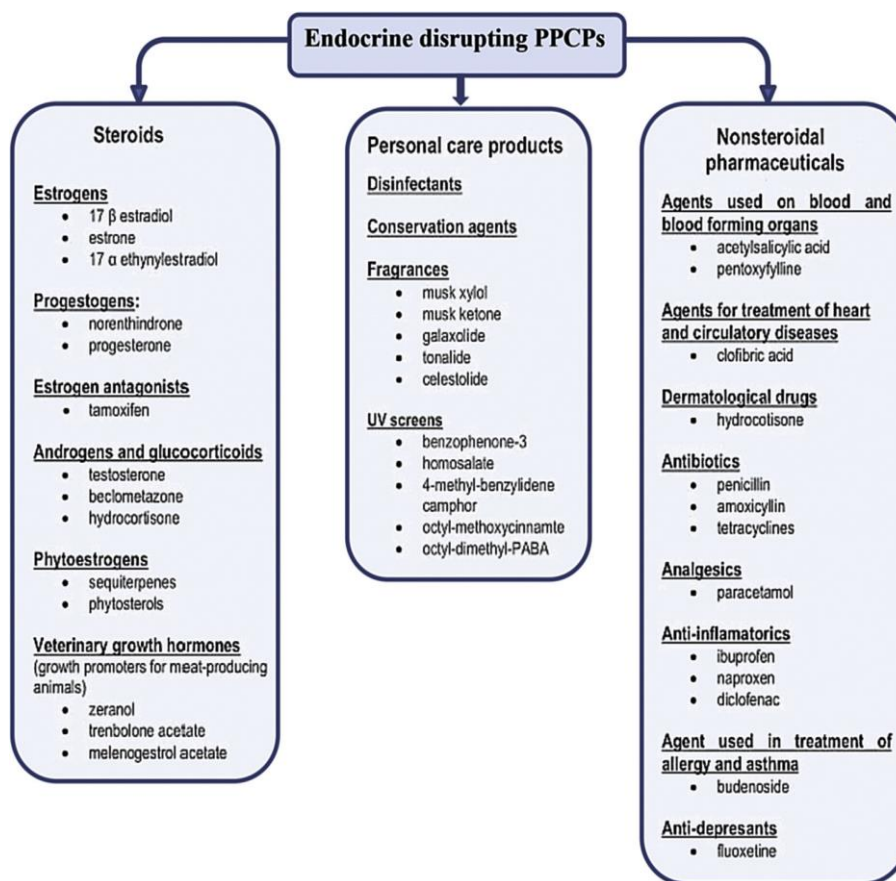 Endocrine disrupting PPCPs
Steroids
Estrogens
17 β estradiol
estrone
17 α ethynylestradiol
Progestogens:
norenthindrone
progesterone
Estrogen antagonists
tamoxifen
Androgens and glucocorticoids
testosterone
beclometazone
hydrocortisone
Phytoestrogens
sequiterpenes
phytosterols
Veterinary growth hormones
(growth promoters for meat-producing
animals)
zeranol
trenbolone acetate
melenogestrol acetate
Personal care products
Disinfectants
Conservation agents
Fragrances
musk xylol
musk ketone
galaxolide
tonalide
celestolide
UV screens
benzophenone-3
homosalate
4-methyl-benzylidene
camphor
octyl-methoxycinnamte
octyl-dimethyl-PABA
Nonsteroidal
pharmaceuticals
Agents used on blood and
blood forming organs
acetylsalicylic acid
pentoxyfylline
Agents for treatment of heart
and circulatory diseases
clofibric acid
Dermatological drugs
hydrocotisone
Antibiotics
penicillin
amoxicyllin
tetracyclines
Analgesics
paracetamol
Anti-inflamatorics
ibuprofen
naproxen
diclofenac
Agent used in treatment of
allergy and asthma
budenoside
Anti-depresants
fluoxetine